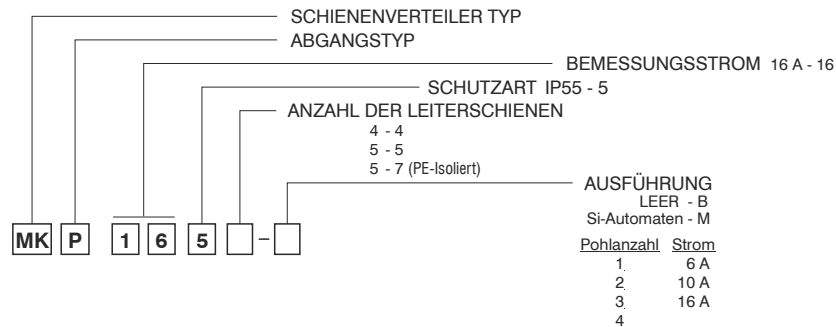 SCHIENENVERTEILER TYP
ABGANGSTYP
BEMESSUNGSSTROM 16 A - 16
SCHUTZART IP55 - 5
ANZAHL DER LEITERSCHIENEN
4 - 4
5 - 5
5 - 7 (PE-Isoliert)
AUSFÜHRUNG
LEER - B
Si-Automaten - M
MK P 1 6 5 -
Pohlanzahl Strom
1 6 A
2 10 A
3 16 A
4